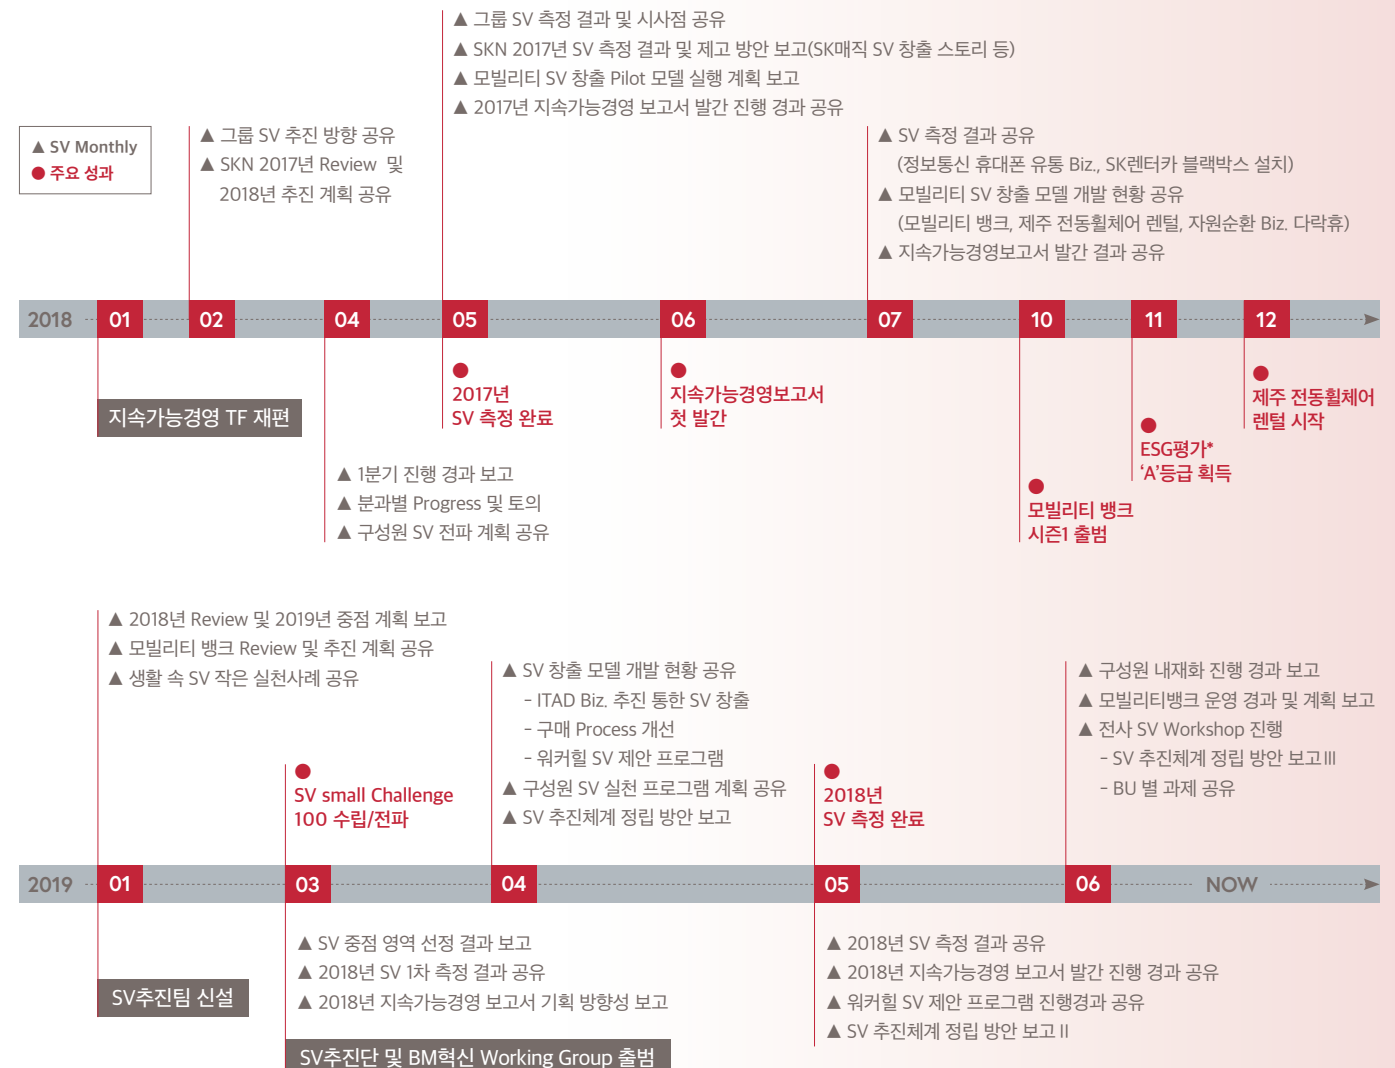 ▲ SV Monthly
● 주요 성과
▲ 그룹 SV 추진 방향 공유
▲ SKN 2017년 Review 및
2018년 추진 계획 공유
▲ 그룹 SV 측정 결과 및 시사점 공유
▲ SKN 2017년 SV 측정 결과 및 제고 방안 보고(SK매직 SV 창출 스토리 등)
▲ 모빌리티 SV 창출 Pilot 모델 실행 계획 보고
▲ 2017년 지속가능경영 보고서 발간 진행 경과 공유
▲ SV 측정 결과 공유
(정보통신 휴대폰 유통 Biz., SK렌터카 블랙박스 설치)
▲ 모빌리티 SV 창출 모델 개발 현황 공유
(모빌리티 뱅크, 제주 전동휠체어 렌털, 자원순환 Biz. 다락휴)
▲ 지속가능경영보고서 발간 결과 공유
2018 01 02 04 05 06 07 10 11 12
지속가능경영 TF 재편
▲ 1분기 진행 경과 보고
▲ 분과별 Progress 및 토의
▲ 구성원 SV 전파 계획 공유
● 2017년
SV 측정 완료
● 지속가능경영보고서
첫 발간
● 모빌리티 뱅크
시즌1 출범
● ESG평가*
‘A’등급 획득
● 제주 전동휠체어
렌털 시작
▲ 2018년 Review 및 2019년 중점 계획 보고
▲ 모빌리티 뱅크 Review 및 추진 계획 공유
▲ 생활 속 SV 작은 실천사례 공유
● SV small Challenge
100 수립/전파
▲ SV 창출 모델 개발 현황 공유
- ITAD Biz. 추진 통한 SV 창출
- 구매 Process 개선
- 워커힐 SV 제안 프로그램
▲ 구성원 SV 실천 프로그램 계획 공유
▲ SV 추진체계 정립 방안 보고
● 2018년
SV 측정 완료
▲ 구성원 내재화 진행 경과 보고
▲ 모빌리티뱅크 운영 경과 및 계획 보고
▲ 전사 SV Workshop 진행
- SV 추진체계 정립 방안 보고Ⅲ
- BU 별 과제 공유
2019 01 03 04 05 06 NOW
SV추진팀 신설
▲ SV 중점 영역 선정 결과 보고
▲ 2018년 SV 1차 측정 결과 공유
▲ 2018년 지속가능경영 보고서 기획 방향성 보고
SV추진단 및 BM혁신 Working Group 출범
▲ 2018년 SV 측정 결과 공유
▲ 2018년 지속가능경영 보고서 발간 진행 경과 공유
▲ 워커힐 SV 제안 프로그램 진행경과 공유
▲ SV 추진체계 정립 방안 보고Ⅱ